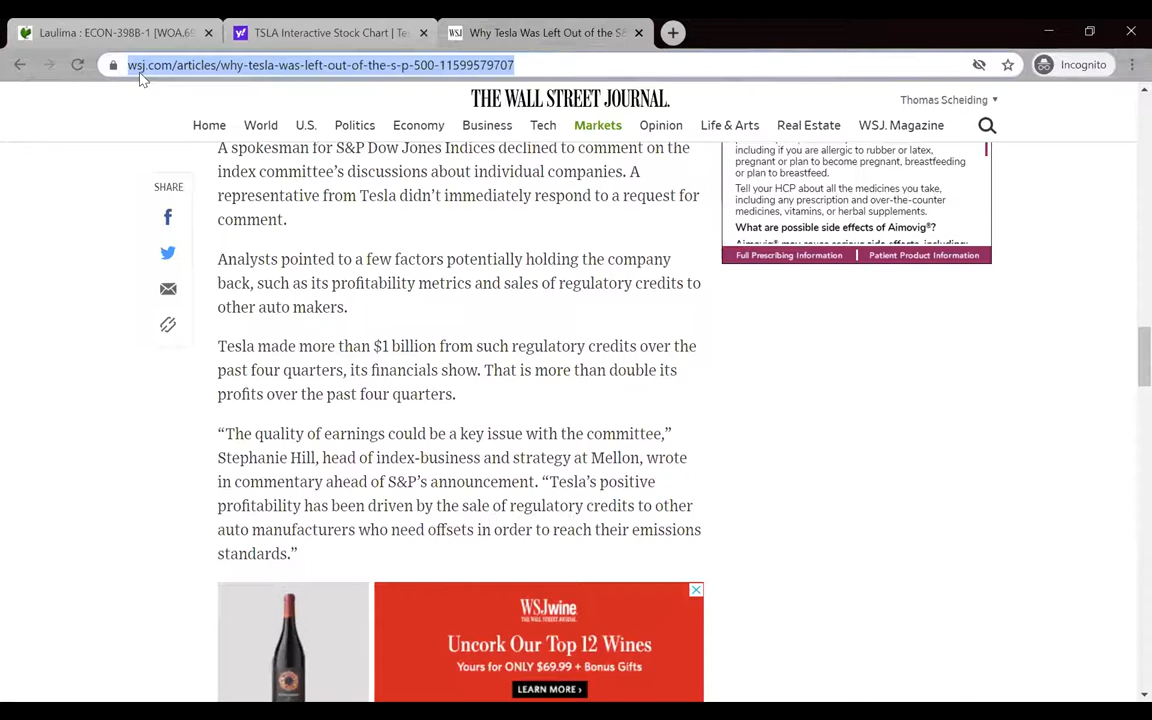 Laulima : ECON-398B-1 [WOA.69
TSLA Interactive Stock Chart | Te
WSJ
Why Tesla Was Left Out of the S&
wsj.com/articles/why-tesla-was-left-out-of-the-s-p-500-11599579707
Incognito
THE WALL STREET JOURNAL.
Thomas Scheiding
Home World U.S. Politics Economy Business Tech Markets Opinion Life & Arts Real Estate WSJ. Magazine
A spokesman for S&P Dow Jones Indices declined to comment on the
index committee's discussions about individual companies. A
representative from Tesla didn't immediately respond to a request for
comment.
SHARE
Analysts pointed to a few factors potentially holding the company
back, such as its profitability metrics and sales of regulatory credits to
other auto makers.
Tesla made more than $1 billion from such regulatory credits over the
past four quarters, its financials show. That is more than double its
profits over the past four quarters.
“The quality of earnings could be a key issue with the committee,”
Stephanie Hill, head of index-business and strategy at Mellon, wrote
in commentary ahead of S&P's announcement. “Tesla's positive
profitability has been driven by the sale of regulatory credits to other
auto manufacturers who need offsets in order to reach their emissions
standards.”
including if you are allergic to rubber or latex,
pregnant or plan to become pregnant, breastfeeding
or plan to breastfeed.
Tell your HCP about all the medicines you take,
including any prescription and over-the-counter
medicines, vitamins, or herbal supplements.
What are possible side effects of Aimovig®?
Aimovig® may cause serious side effects, including:
Full Prescribing Information | Patient Product Information
WSJwine
THE WALL STREET JOURNAL.
Uncork Our Top 12 Wines
Yours for ONLY $69.99 + Bonus Gifts
LEARN MORE ›